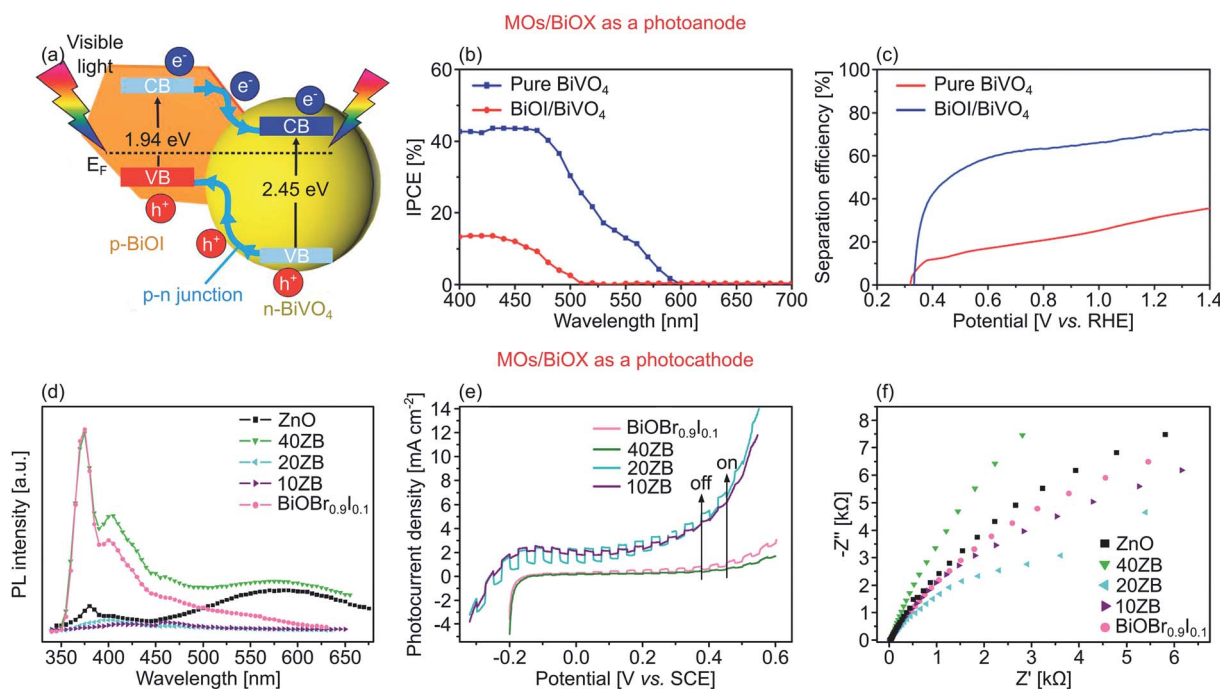 MOs/BiOX as a photoanode
(a)
Visible
light
CB
e⁻
e⁻
e⁻
CB
1.94 eV
E_F
VB
2.45 eV
h⁺
h⁺
VB
h⁺
p-BiOI
p-n junction
n-BiVO₄
(b)
60
40
20
0
IPCE [%]
Pure BiVO₄
BiOI/BiVO₄
400 450 500 550 600 650 700
Wavelength [nm]
(c)
100
80
60
40
20
0
Separation efficiency [%]
Pure BiVO₄
BiOI/BiVO₄
0.2 0.4 0.6 0.8 1.0 1.2 1.4
Potential [V vs. RHE]
MOs/BiOX as a photocathode
(d)
PL intensity [a.u.]
ZnO
40ZB
20ZB
10ZB
BiOBr₀.₉I₀.₁
350 400 450 500 550 600 650
Wavelength [nm]
(e)
14
12
10
8
6
4
2
0
-2
-4
Photocurrent density [mA cm⁻²]
BiOBr₀.₉I₀.₁
40ZB
20ZB
10ZB
off
on
-0.2 0.0 0.2 0.4 0.6
Potential [V vs. SCE]
(f)
8
7
6
5
4
3
2
1
0
-Z'' [kΩ]
ZnO
40ZB
20ZB
10ZB
BiOBr₀.₉I₀.₁
0 1 2 3 4 5 6
Z' [kΩ]